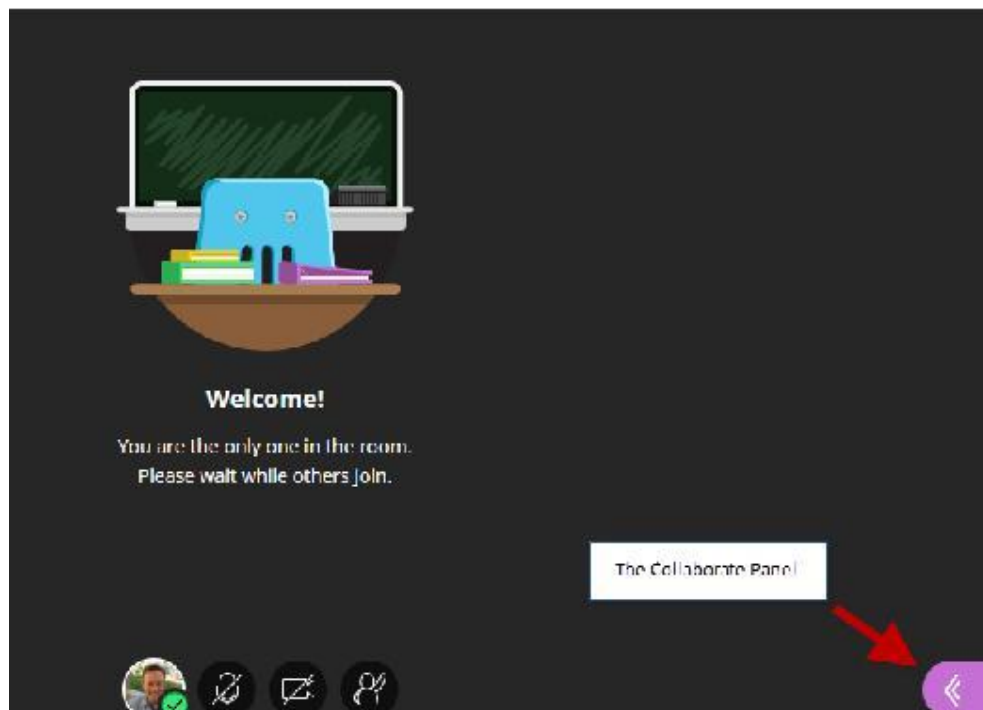 Welcome!
You are the only one in the room.
Please wait while others join.
The Collaborate Panel